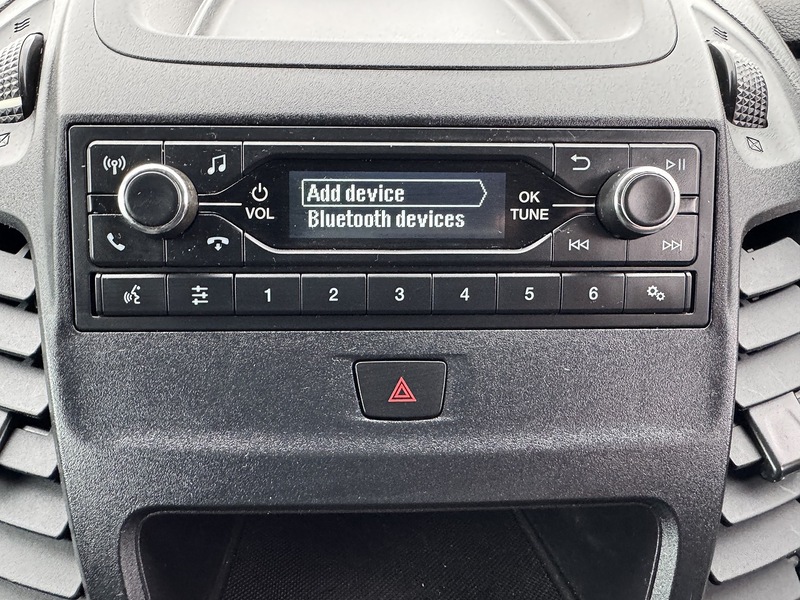 Add device
Bluetooth devices
VOL
OK
TUNE
1 2 3 4 5 6